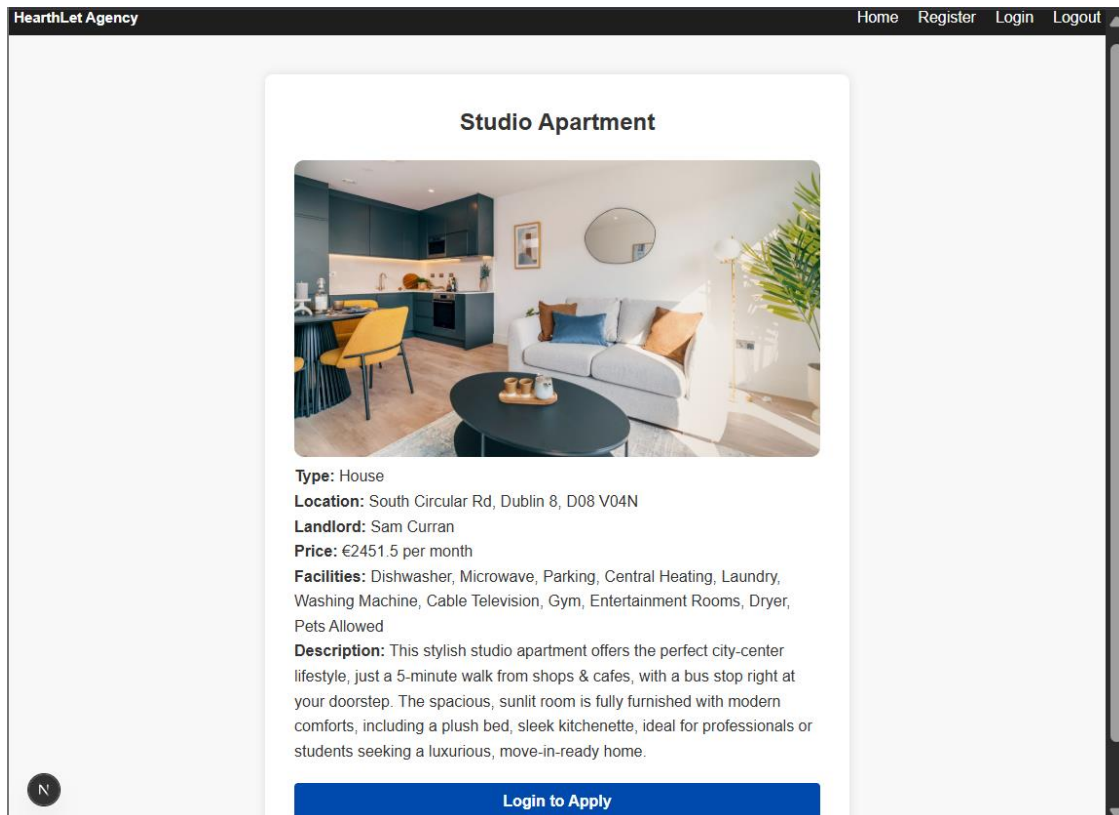 HearthLet Agency
Home Register Login Logout
Studio Apartment
Type: House
Location: South Circular Rd, Dublin 8, D08 V04N
Landlord: Sam Curran
Price: €2451.5 per month
Facilities: Dishwasher, Microwave, Parking, Central Heating, Laundry,
Washing Machine, Cable Television, Gym, Entertainment Rooms, Dryer,
Pets Allowed
Description: This stylish studio apartment offers the perfect city-center
lifestyle, just a 5-minute walk from shops & cafes, with a bus stop right at
your doorstep. The spacious, sunlit room is fully furnished with modern
comforts, including a plush bed, sleek kitchenette, ideal for professionals or
students seeking a luxurious, move-in-ready home.
N
Login to Apply